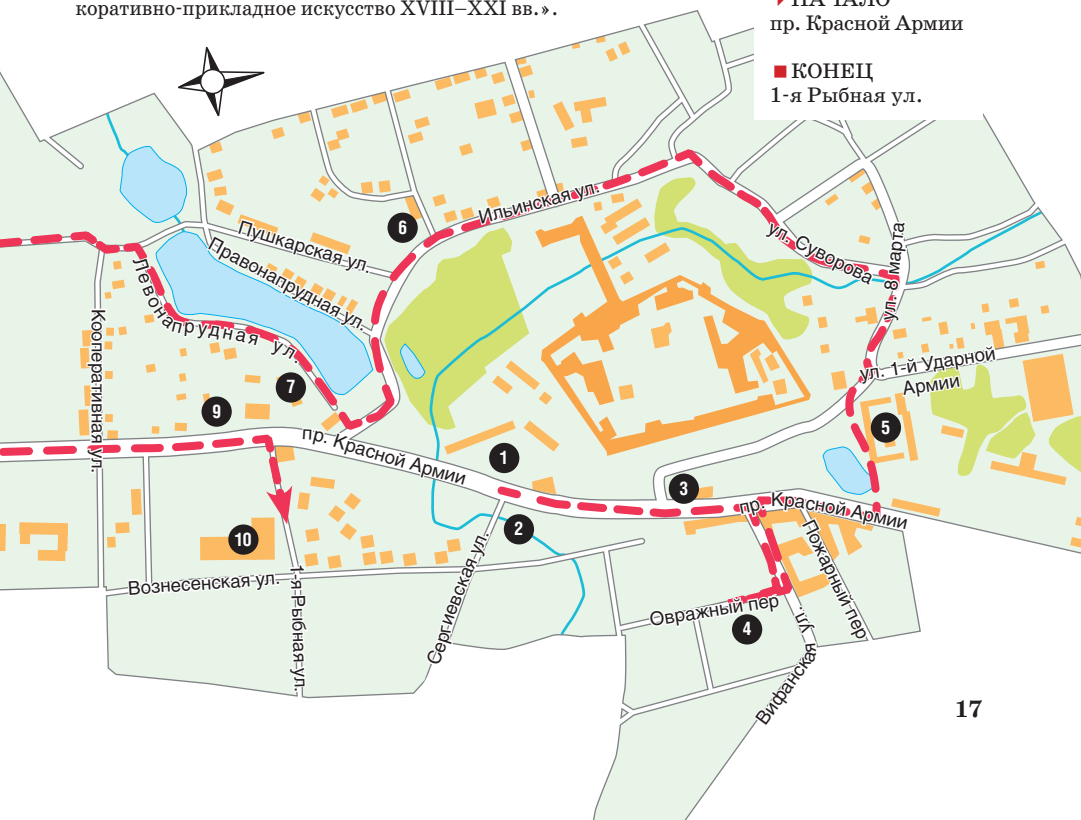 коративно-прикладное искусство XVIII–XXI вв.».
НАЧАЛО
пр. Красной Армии
КОНЕЦ
1-я Рыбная ул.
Ильинская ул.
6
Пушкарская ул.
Правонапрудная ул.
Левонапрудная ул.
ул. Суворова
ул. 8 марта
Кооперативная ул.
ул. 1-й Ударной
Армии
7
9
5
пр. Красной Армии
1
3
пр. Красной Армии
2
10
Пожарный пер
Вознесенская ул.
1-я Рыбная ул.
Сергиевская ул.
Овражный пер
4
Вифанская ул.
17